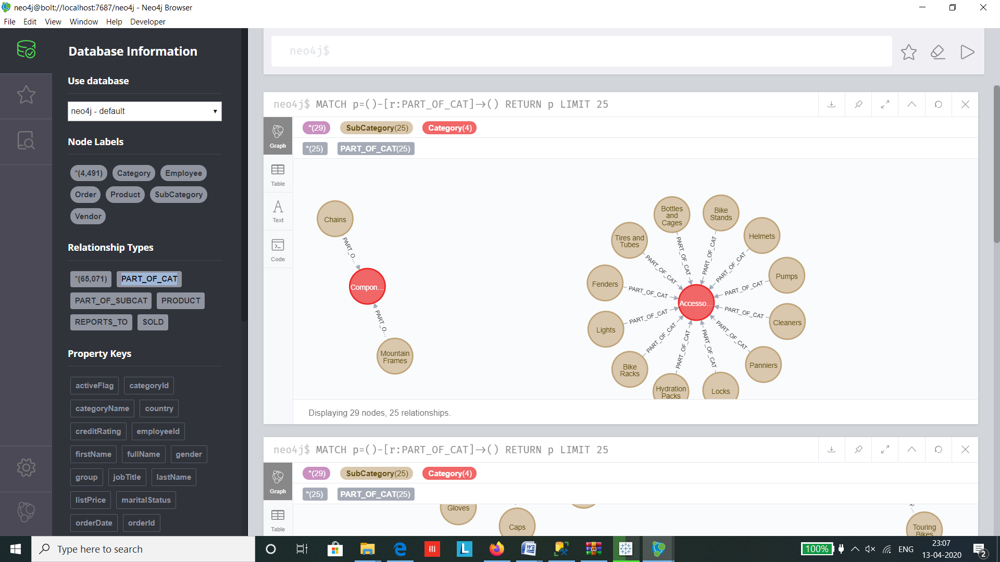 neo4j@bolt://localhost:7687/neo4j - Neo4j Browser
File Edit View Window Help Developer
Database Information
Use database
neo4j - default
Node Labels
*(4,491) Category Employee
Order Product SubCategory
Vendor
Relationship Types
*(65,071) PART_OF_CAT
PART_OF_SUBCAT PRODUCT
REPORTS_TO SOLD
Property Keys
activeFlag categoryId
categoryName country
creditRating employeeId
firstName fullName gender
group jobTitle lastName
listPrice maritalStatus
orderDate orderId
neo4j$
neo4j$ MATCH p=()-[r:PART_OF_CAT]->() RETURN p LIMIT 25
*(29) SubCategory(25) Category(4)
*(25) PART_OF_CAT(25)
Graph
Table
Text
Code
Chains
PART_O…
Compon…
PART_O…
Mountain
Frames
Bottles
and
Cages
Bike
Stands
Helmets
Pumps
Cleaners
Panniers
Locks
Hydration
Packs
Bike
Racks
Lights
Fenders
Tires and
Tubes
Accesso…
PART_OF_CAT
PART_OF_CAT
PART_OF_CAT
PART_OF_CAT
PART_OF_CAT
PART_OF_CAT
PART_OF_CAT
PART_OF_CAT
PART_OF_CAT
PART_OF_CAT
PART_OF_CAT
PART_OF_CAT
Displaying 29 nodes, 25 relationships.
neo4j$ MATCH p=()-[r:PART_OF_CAT]->() RETURN p LIMIT 25
*(29) SubCategory(25) Category(4)
*(25) PART_OF_CAT(25)
Graph
Table
Gloves
Caps
Touring
Bikes
Type here to search
100%
ENG
23:07
13-04-2020
2